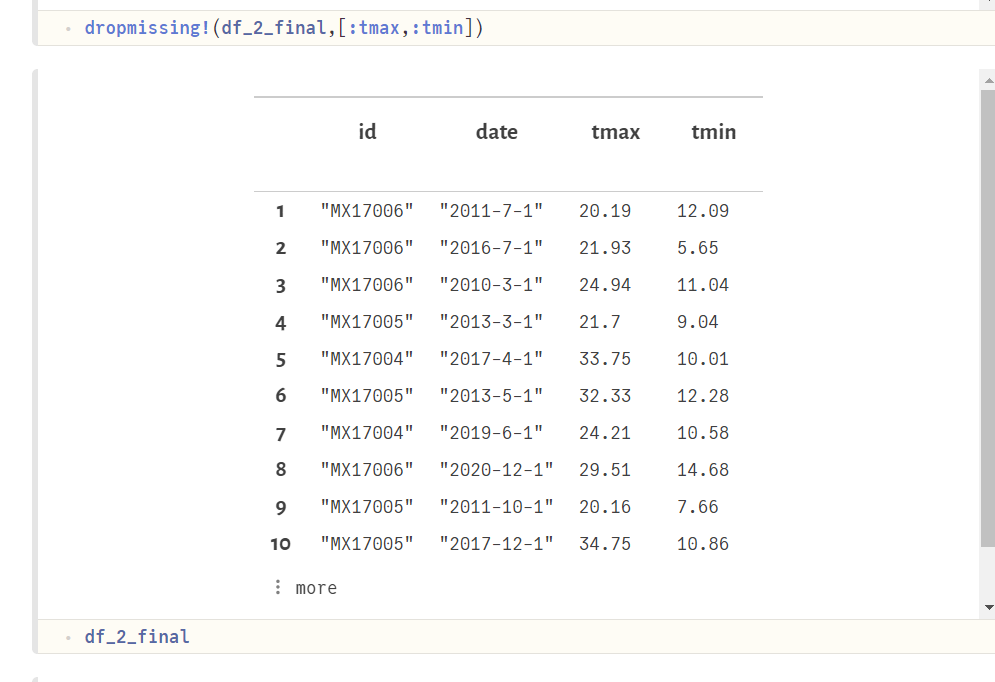 dropmissing!(df_2_final,[:tmax,:tmin])
id date tmax tmin
1 "MX17006" "2011-7-1" 20.19 12.09
2 "MX17006" "2016-7-1" 21.93 5.65
3 "MX17006" "2010-3-1" 24.94 11.04
4 "MX17005" "2013-3-1" 21.7 9.04
5 "MX17004" "2017-4-1" 33.75 10.01
6 "MX17005" "2013-5-1" 32.33 12.28
7 "MX17004" "2019-6-1" 24.21 10.58
8 "MX17006" "2020-12-1" 29.51 14.68
9 "MX17005" "2011-10-1" 20.16 7.66
10 "MX17005" "2017-12-1" 34.75 10.86
⋮ more
df_2_final